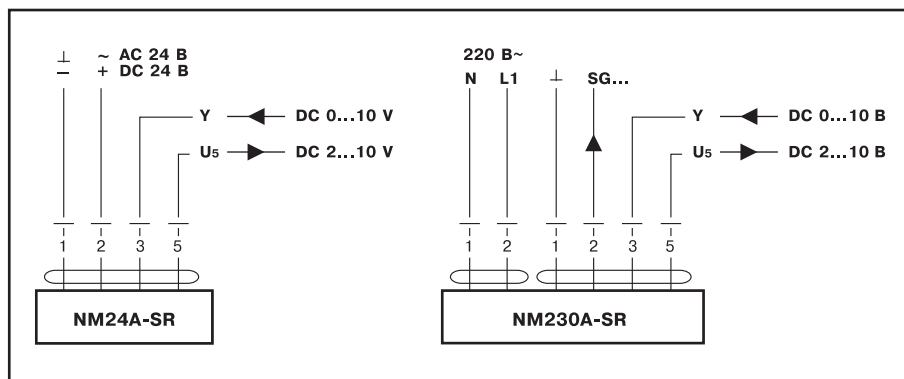 ⊥ ~ AC 24 В
− + DC 24 В
Y DC 0...10 V
U5 DC 2...10 V
1 2 3 5
NM24A-SR
220 В~
N L1 ⊥ SG...
Y DC 0...10 В
U5 DC 2...10 В
1 2 1 2 3 5
NM230A-SR